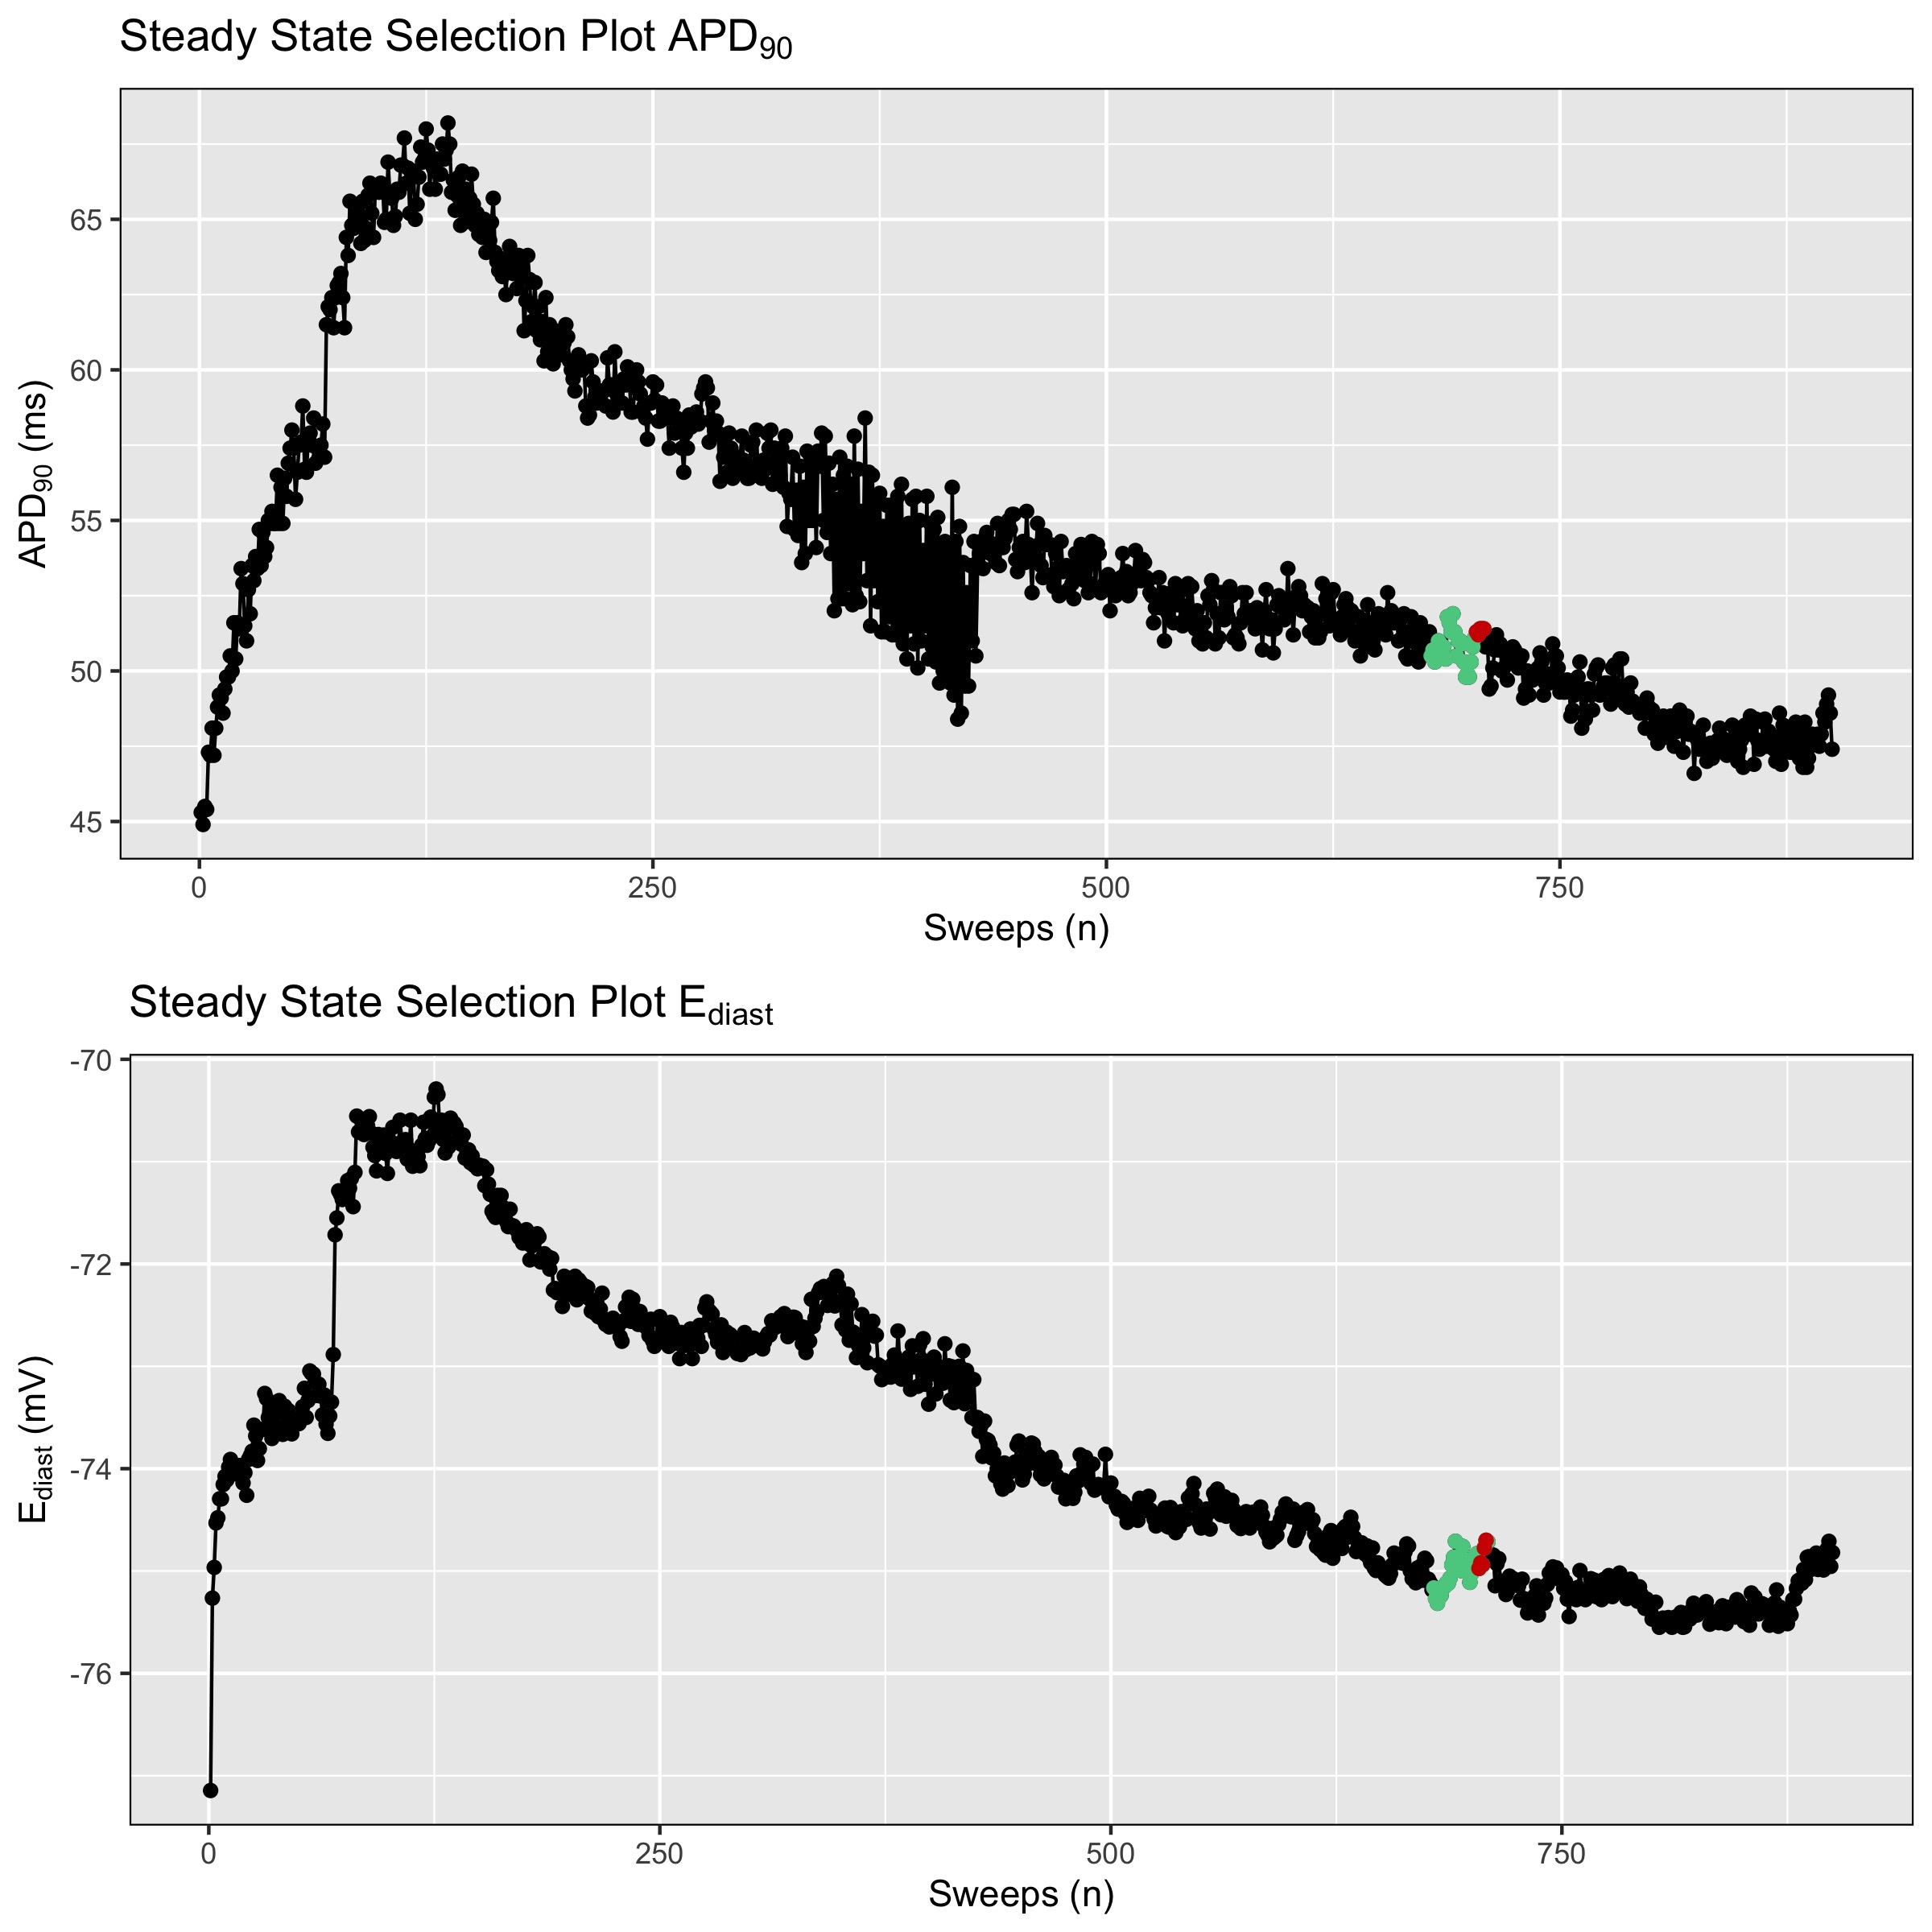 Steady State Selection Plot APD90
65
60
55
50
45
APD90 (ms)
0 250 500 750
Sweeps (n)
Steady State Selection Plot Ediast
-70
-72
-74
-76
Ediast (mV)
0 250 500 750
Sweeps (n)